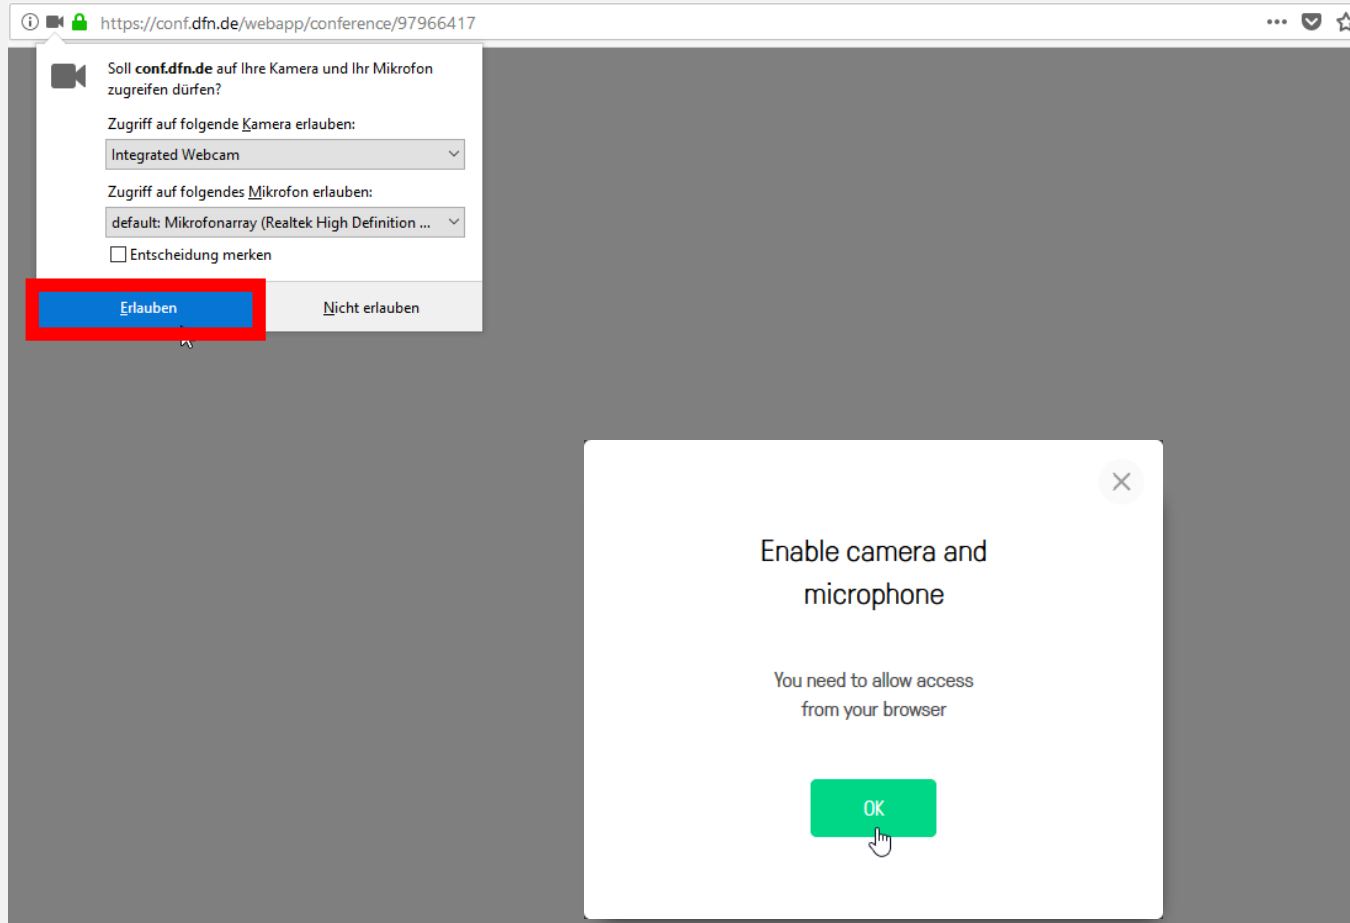 https://conf.dfn.de/webapp/conference/97966417
Soll conf.dfn.de auf Ihre Kamera und Ihr Mikrofon
zugreifen dürfen?
Zugriff auf folgende Kamera erlauben:
Integrated Webcam
Zugriff auf folgendes Mikrofon erlauben:
default: Mikrofonarray (Realtek High Definition ...
Entscheidung merken
Erlauben
Nicht erlauben
Enable camera and
microphone
You need to allow access
from your browser
OK